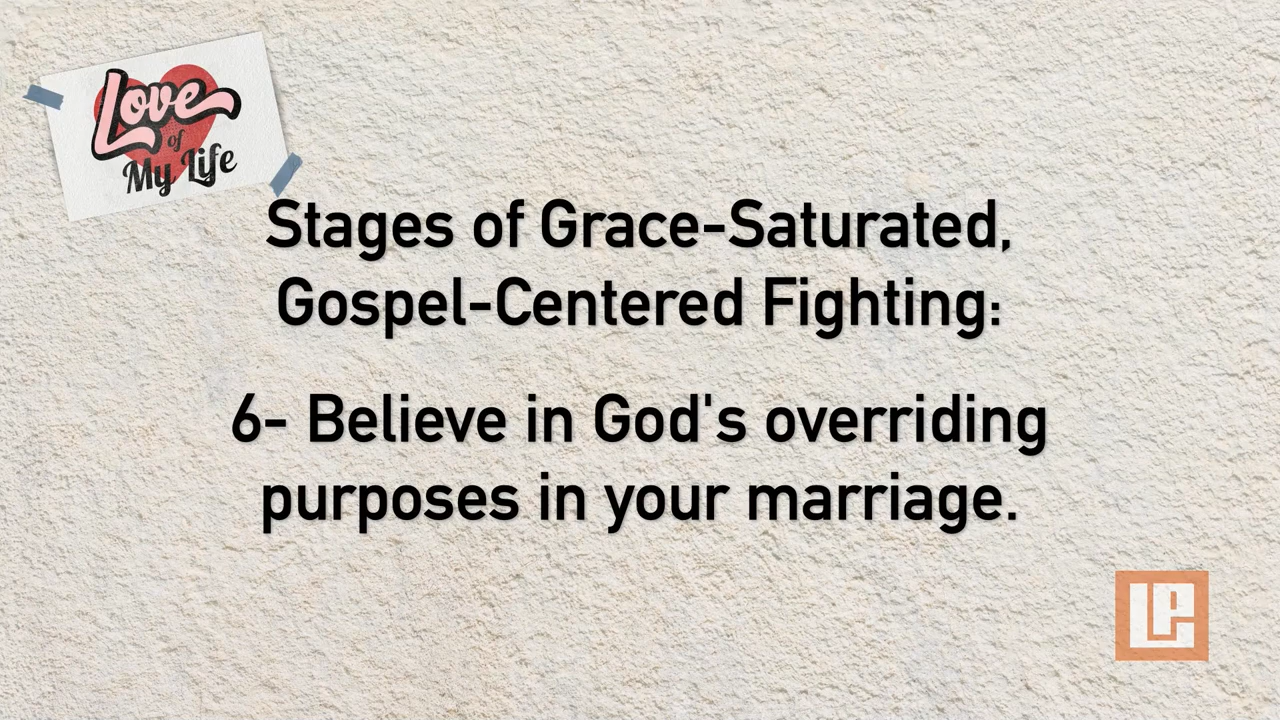 Love
of
My Life
Stages of Grace-Saturated,
Gospel-Centered Fighting:
6- Believe in God's overriding
purposes in your marriage.
LP